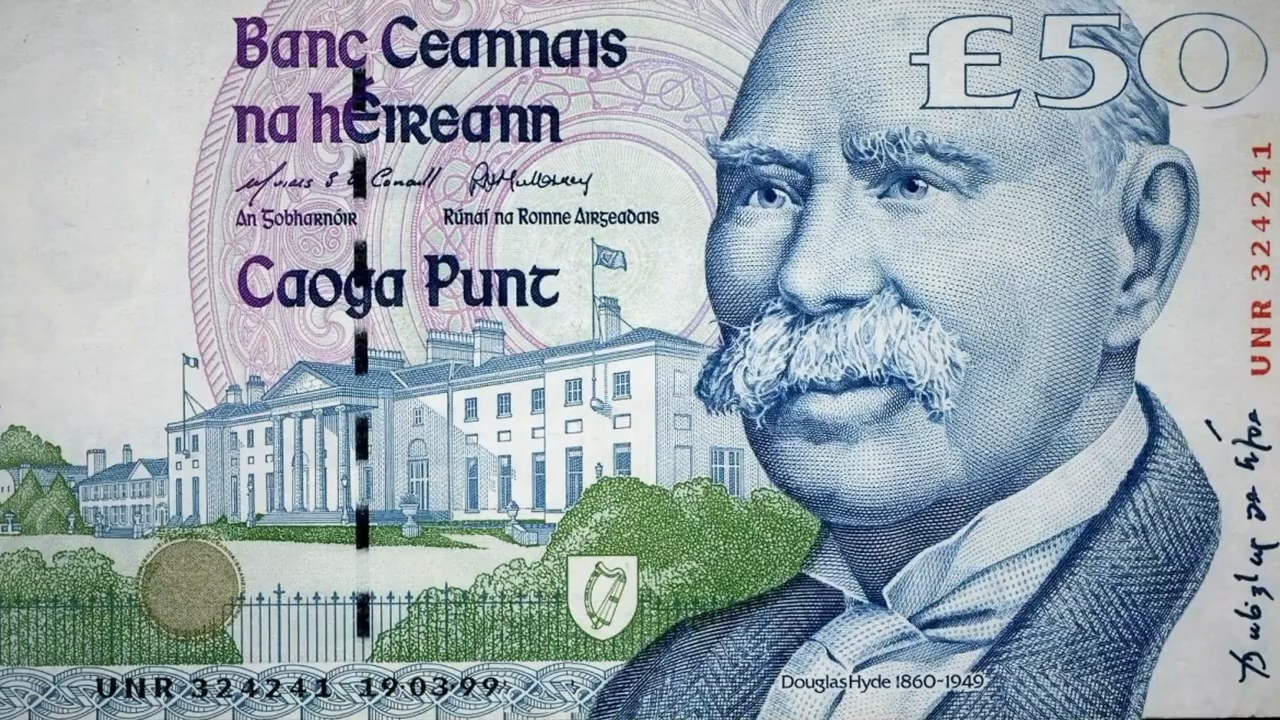 Banc Ceannais
£50
na hÉireann
An Gobharnóir
Rúnaí na Roinne Airgeadais
Caoga Punt
UNR 324241
UNR 324241 19·03·99
Douglas Hyde 1860-1949